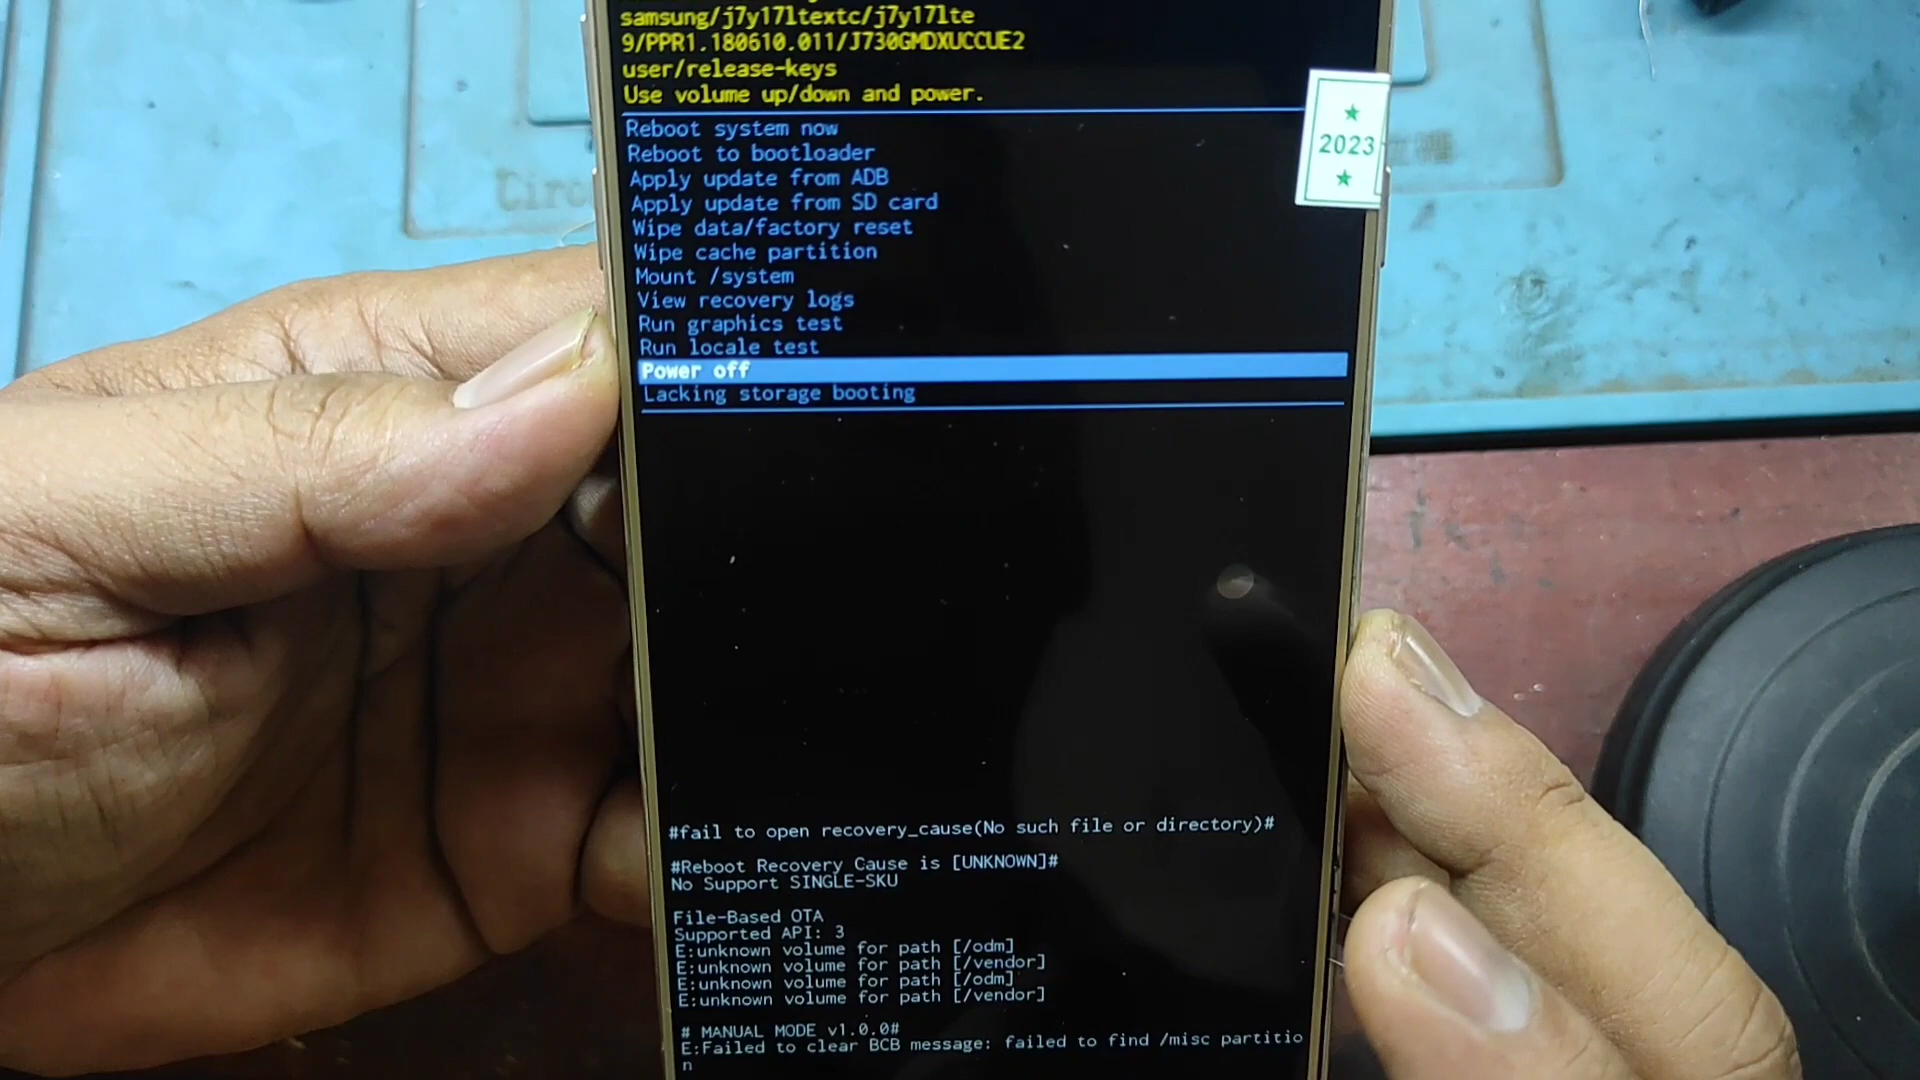 samsung/j7y17ltextc/j7y17lte
9/PPR1.180610.011/J730GMDXUCCUE2
user/release-keys
Use volume up/down and power.
Reboot system now
Reboot to bootloader
Apply update from ADB
Apply update from SD card
Wipe data/factory reset
Wipe cache partition
Mount /system
View recovery logs
Run graphics test
Run locale test
Power off
Lacking storage booting
2023
Circ
#fail to open recovery_cause(No such file or directory)#
#Reboot Recovery Cause is [UNKNOWN]#
No Support SINGLE-SKU
File-Based OTA
Supported API: 3
E:unknown volume for path [/odm]
E:unknown volume for path [/vendor]
E:unknown volume for path [/odm]
E:unknown volume for path [/vendor]
# MANUAL MODE v1.0.0#
E:Failed to clear BCB message: failed to find /misc partitio
n